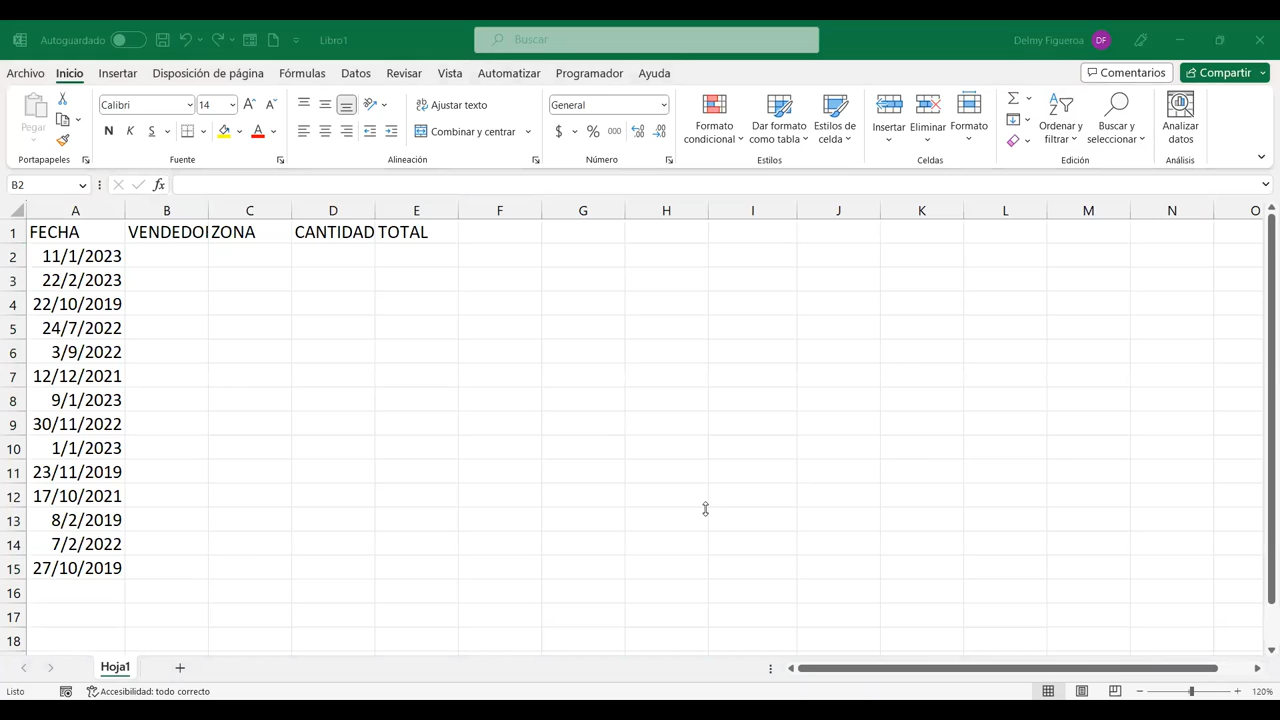 Autoguardado
Libro1
Buscar
Delmy Figueroa
DF
Archivo Inicio Insertar Disposición de página Fórmulas Datos Revisar Vista Automatizar Programador Ayuda
Comentarios
Compartir
Pegar
Calibri
14
N K S
Ajustar texto
Combinar y centrar
General
$ % 000
Formato condicional
Dar formato como tabla
Estilos de celda
Insertar
Eliminar
Formato
Ordenar y filtrar
Buscar y seleccionar
Analizar datos
Portapapeles
Fuente
Alineación
Número
Estilos
Celdas
Edición
Análisis
B2
fx
A B C D E F G H I J K L M N O
1 FECHA VENDEDOI ZONA CANTIDAD TOTAL
2 11/1/2023
3 22/2/2023
4 22/10/2019
5 24/7/2022
6 3/9/2022
7 12/12/2021
8 9/1/2023
9 30/11/2022
10 1/1/2023
11 23/11/2019
12 17/10/2021
13 8/2/2019
14 7/2/2022
15 27/10/2019
16
17
18
Hoja1
Listo
Accesibilidad: todo correcto
120%